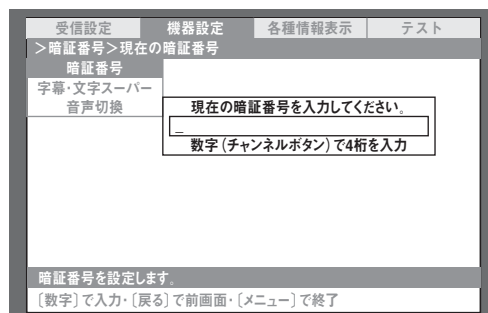 受信設定 機器設定 各種情報表示 テスト
>暗証番号>現在の暗証番号
暗証番号
字幕･文字スーパー
音声切換
現在の暗証番号を入力してください。
_
数字(チャンネルボタン)で4桁を入力
暗証番号を設定します。
〔数字〕で入力･〔戻る〕で前画面･〔メニュー〕で終了